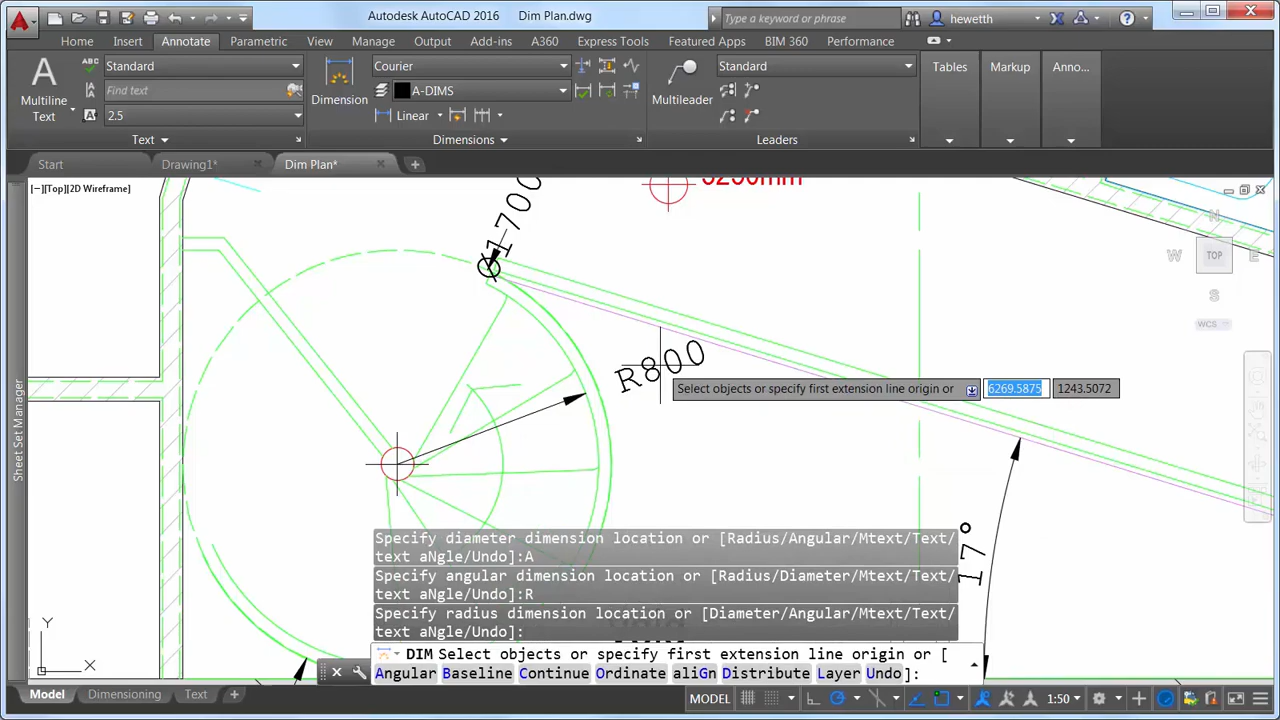 Autodesk AutoCAD 2016 Dim Plan.dwg
Type a keyword or phrase
hewetth
Home Insert Annotate Parametric View Manage Output Add-ins A360 Express Tools Featured Apps BIM 360 Performance
A
Multiline
Text
ABC
Standard
Find text
2.5
Text
Dimension
Courier
A-DIMS
Linear
Dimensions
Multileader
Standard
Leaders
Tables
Markup
Anno...
Start Drawing1* Dim Plan*
[−][Top][2D Wireframe]
N
W TOP E
S
WCS
R800
17°
Select objects or specify first extension line origin or 6269.5875 1243.5072
Sheet Set Manager
Specify diameter dimension location or [Radius/Angular/Mtext/Text/
text aNgle/Undo]:A
Specify angular dimension location or [Radius/Diameter/Mtext/Text/
text aNgle/Undo]:R
Specify radius dimension location or [Diameter/Angular/Mtext/Text/
text aNgle/Undo]:
DIM Select objects or specify first extension line origin or [
Angular Baseline Continue Ordinate aliGn Distribute Layer Undo]:
Y
X
Model Dimensioning Text
MODEL 1:50